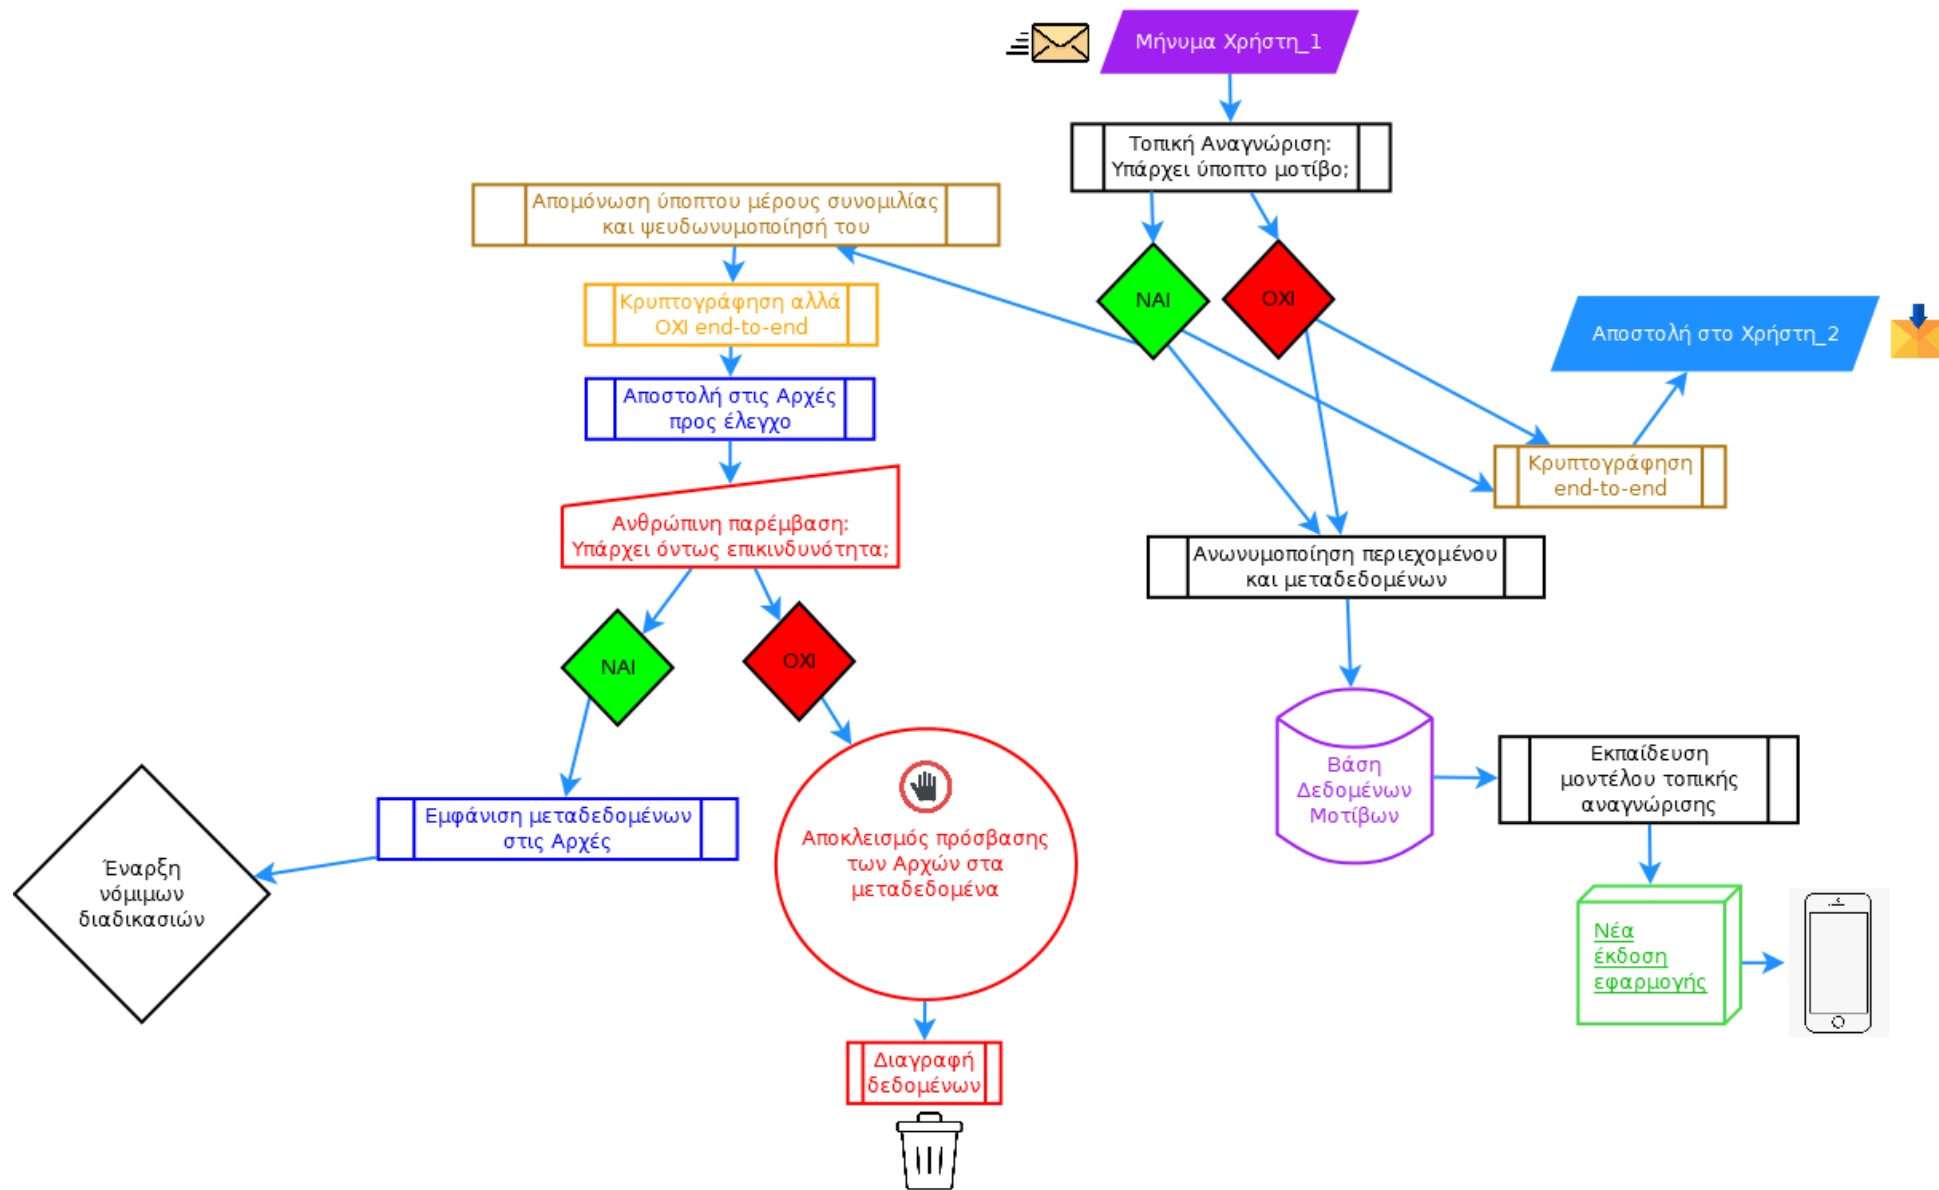 Μήνυμα Χρήστη_1
Τοπική Αναγνώριση:
Υπάρχει ύποπτο μοτίβο;
Απομόνωση ύποπτου μέρους συνομιλίας
και ψευδωνυμοποίησή του
ΝΑΙ
ΟΧΙ
Κρυπτογράφηση αλλά
ΟΧΙ end-to-end
Αποστολή στο Χρήστη_2
Αποστολή στις Αρχές
προς έλεγχο
Κρυπτογράφηση
end-to-end
Ανθρώπινη παρέμβαση:
Υπάρχει όντως επικινδυνότητα;
Ανωνυμοποίηση περιεχομένου
και μεταδεδομένων
ΝΑΙ
ΟΧΙ
Βάση
Δεδομένων
Μοτίβων
Εκπαίδευση
μοντέλου τοπικής
αναγνώρισης
Εμφάνιση μεταδεδομένων
στις Αρχές
Αποκλεισμός πρόσβασης
των Αρχών στα
μεταδεδομένα
Έναρξη
νόμιμων
διαδικασιών
Νέα
έκδοση
εφαρμογής
Διαγραφή
δεδομένων